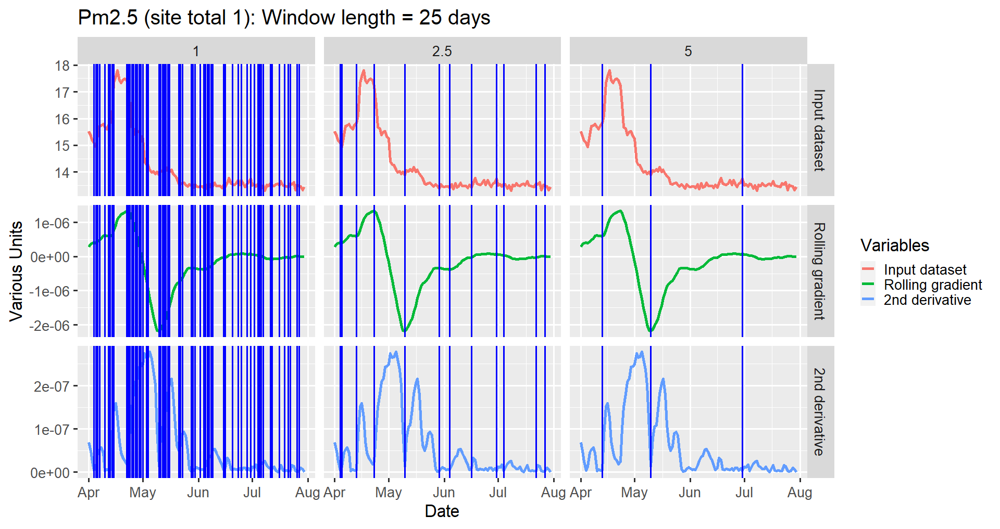 Pm2.5 (site total 1): Window length = 25 days
1
2.5
5
18
17
16
15
14
Input dataset
1e-06
0e+00
-1e-06
-2e-06
Rolling gradient
2e-07
1e-07
0e+00
2nd derivative
Various Units
Apr May Jun Jul Aug
Apr May Jun Jul Aug
Apr May Jun Jul Aug
Date
Variables
Input dataset
Rolling gradient
2nd derivative